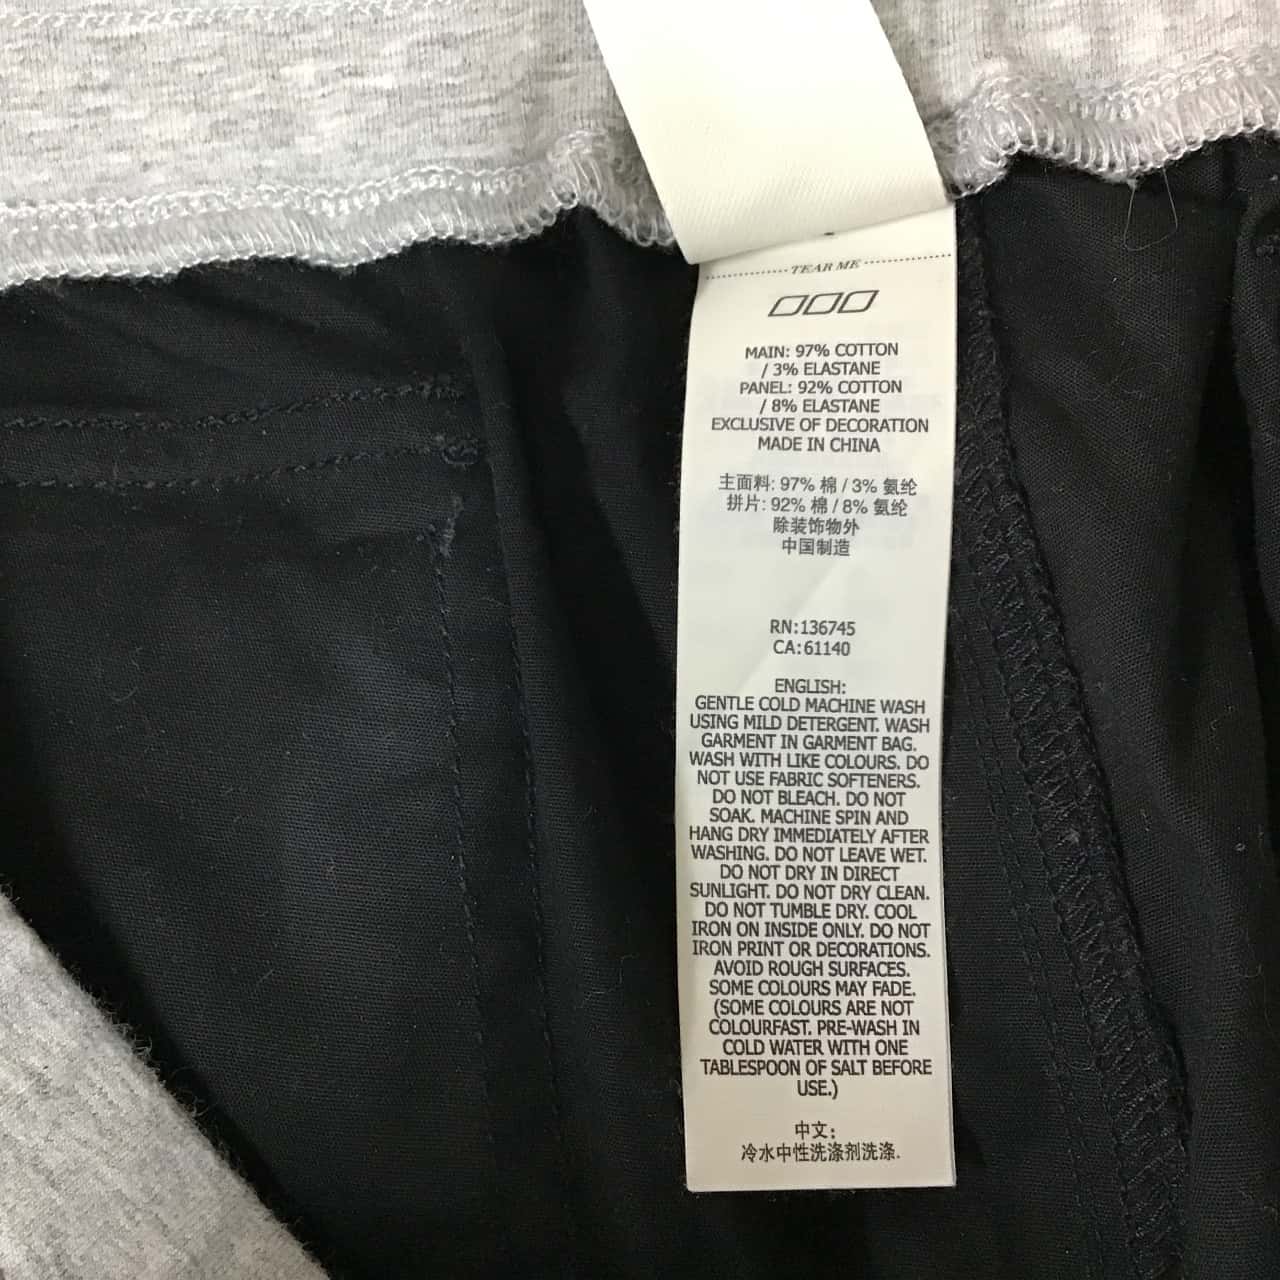 TEAR ME
MAIN: 97% COTTON
/ 3% ELASTANE
PANEL: 92% COTTON
/ 8% ELASTANE
EXCLUSIVE OF DECORATION
MADE IN CHINA
主面料: 97% 棉 / 3% 氨纶
拼片: 92% 棉 / 8% 氨纶
除装饰物外
中国制造
RN:136745
CA:61140
ENGLISH:
GENTLE COLD MACHINE WASH
USING MILD DETERGENT. WASH
GARMENT IN GARMENT BAG.
WASH WITH LIKE COLOURS. DO
NOT USE FABRIC SOFTENERS.
DO NOT BLEACH. DO NOT
SOAK. MACHINE SPIN AND
HANG DRY IMMEDIATELY AFTER
WASHING. DO NOT LEAVE WET.
DO NOT DRY IN DIRECT
SUNLIGHT. DO NOT DRY CLEAN.
DO NOT TUMBLE DRY. COOL
IRON ON INSIDE ONLY. DO NOT
IRON PRINT OR DECORATIONS.
AVOID ROUGH SURFACES.
SOME COLOURS MAY FADE.
(SOME COLOURS ARE NOT
COLOURFAST. PRE-WASH IN
COLD WATER WITH ONE
TABLESPOON OF SALT BEFORE
USE.)
中文:
冷水中性洗涤剂洗涤.